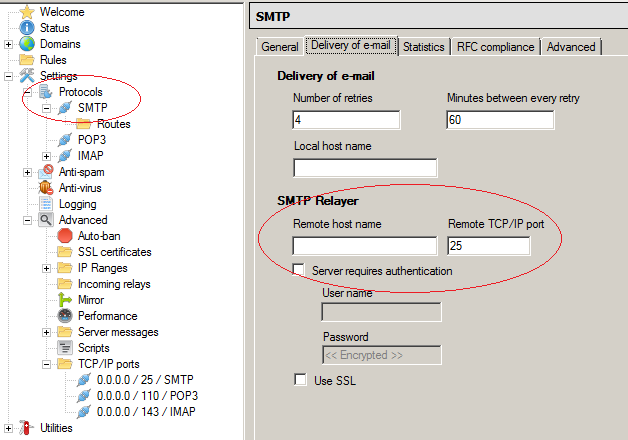 Welcome
Status
Domains
Rules
Settings
Protocols
SMTP
Routes
POP3
IMAP
Anti-spam
Anti-virus
Logging
Advanced
Auto-ban
SSL certificates
IP Ranges
Incoming relays
Mirror
Performance
Server messages
Scripts
TCP/IP ports
0.0.0.0 / 25 / SMTP
0.0.0.0 / 110 / POP3
0.0.0.0 / 143 / IMAP
Utilities
SMTP
General Delivery of e-mail Statistics RFC compliance Advanced
Delivery of e-mail
Number of retries Minutes between every retry
4 60
Local host name
SMTP Relayer
Remote host name Remote TCP/IP port
25
Server requires authentication
User name
Password
<< Encrypted >>
Use SSL